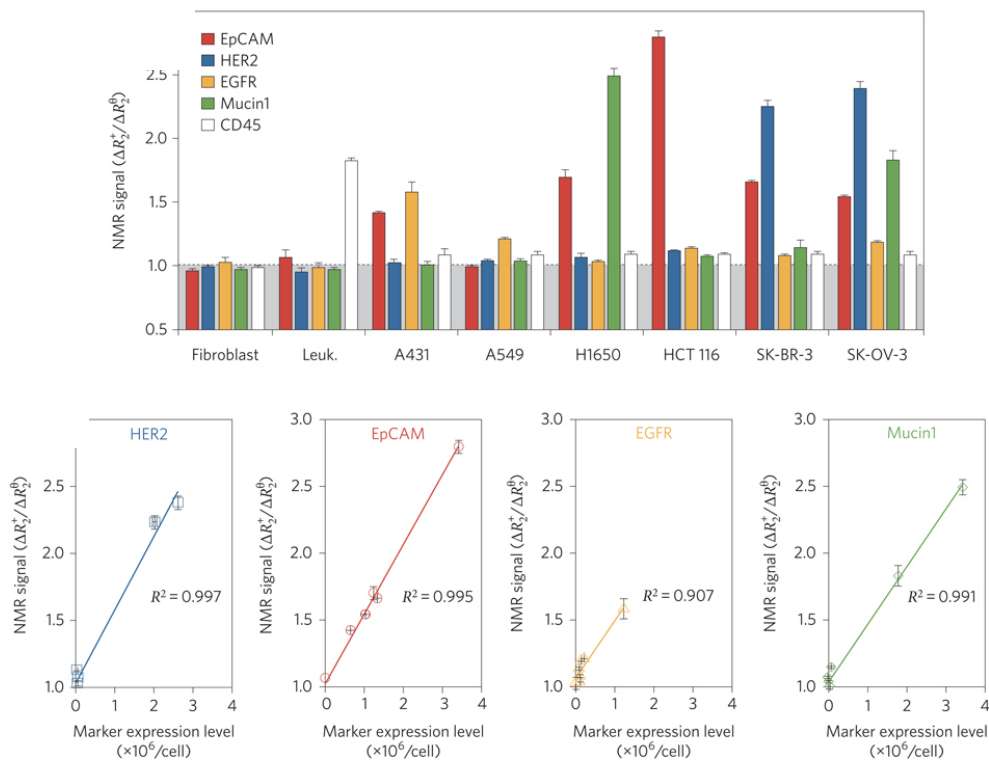 EpCAM
HER2
EGFR
Mucin1
CD45
NMR signal (ΔR₂⁺/ΔR₂^θ)
2.5
2.0
1.5
1.0
0.5
Fibroblast Leuk. A431 A549 H1650 HCT 116 SK-BR-3 SK-OV-3
HER2
NMR signal (ΔR₂⁺/ΔR₂^θ)
2.5
2.0
1.5
1.0
R² = 0.997
0 1 2 3 4
Marker expression level
(×10⁶/cell)
EpCAM
NMR signal (ΔR₂⁺/ΔR₂^θ)
3.0
2.5
2.0
1.5
1.0
R² = 0.995
0 1 2 3 4
Marker expression level
(×10⁶/cell)
EGFR
NMR signal (ΔR₂⁺/ΔR₂^θ)
3.0
2.5
2.0
1.5
1.0
R² = 0.907
0 1 2 3 4
Marker expression level
(×10⁶/cell)
Mucin1
NMR signal (ΔR₂⁺/ΔR₂^θ)
3.0
2.5
2.0
1.5
1.0
R² = 0.991
0 1 2 3 4
Marker expression level
(×10⁶/cell)